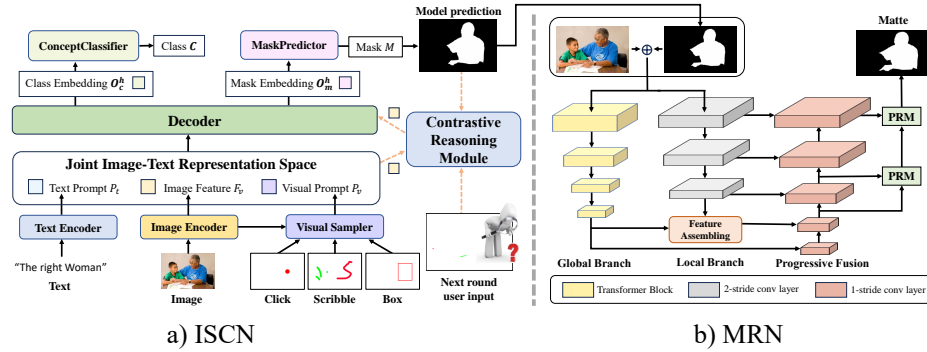 ConceptClassifier
Class C
MaskPredictor
Mask M
Model prediction
Class Embedding O_c^h
Mask Embedding O_m^h
Decoder
Contrastive
Reasoning
Module
Joint Image-Text Representation Space
Text Prompt P_t
Image Feature F_v
Visual Prompt P_v
Text Encoder
Image Encoder
Visual Sampler
"The right Woman"
Text
Image
Click
Scribble
Box
?
Next round
user input
a) ISCN
Matte
PRM
PRM
Feature
Assembling
Global Branch
Local Branch
Progressive Fusion
Transformer Block
2-stride conv layer
1-stride conv layer
b) MRN